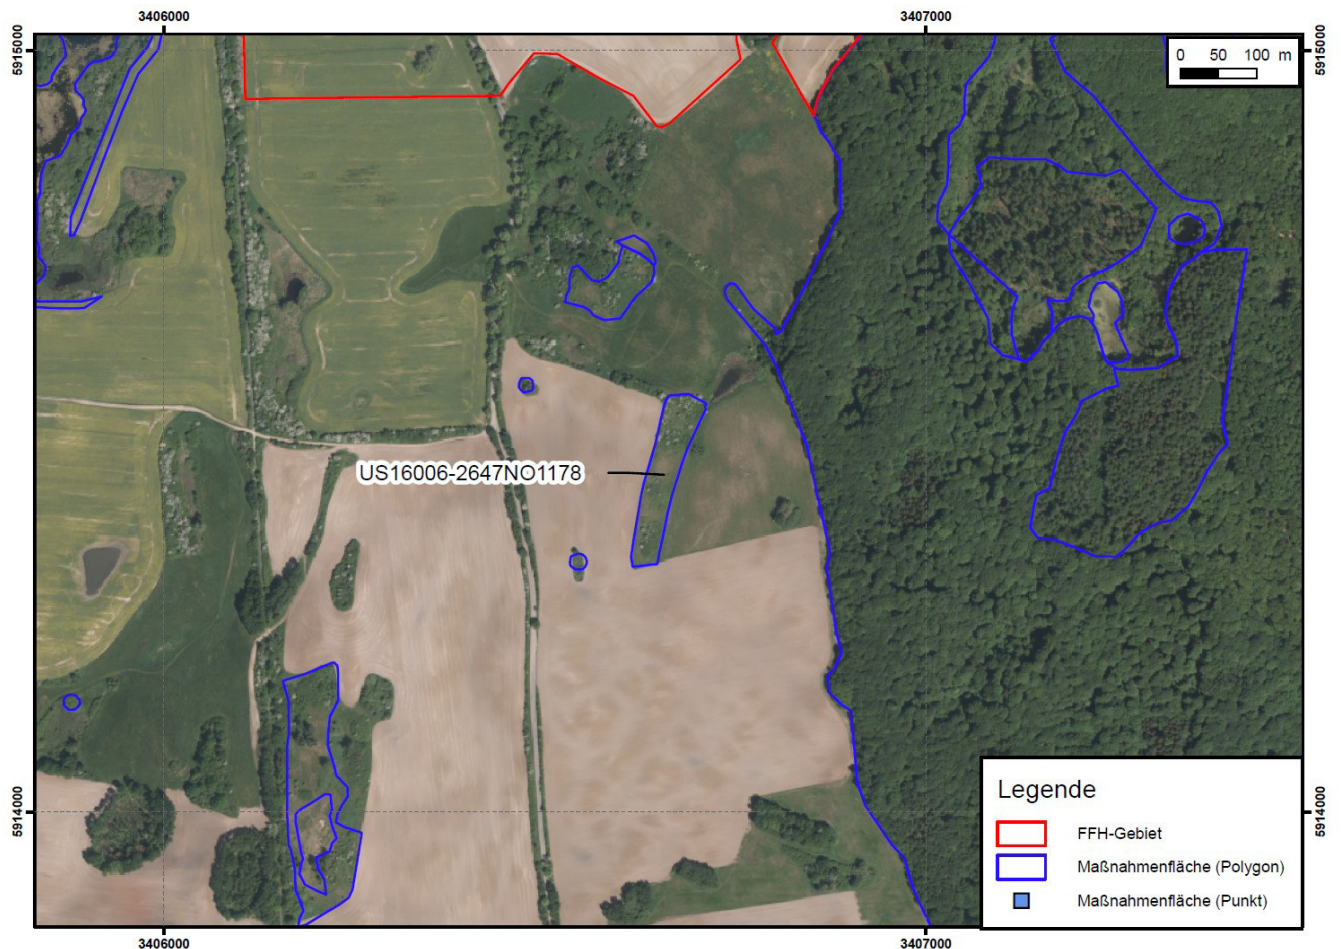 3406000
3407000
5915000
5915000
0 50 100 m
US16006-2647NO1178
5914000
5914000
Legende
FFH-Gebiet
Maßnahmenfläche (Polygon)
Maßnahmenfläche (Punkt)
3406000
3407000